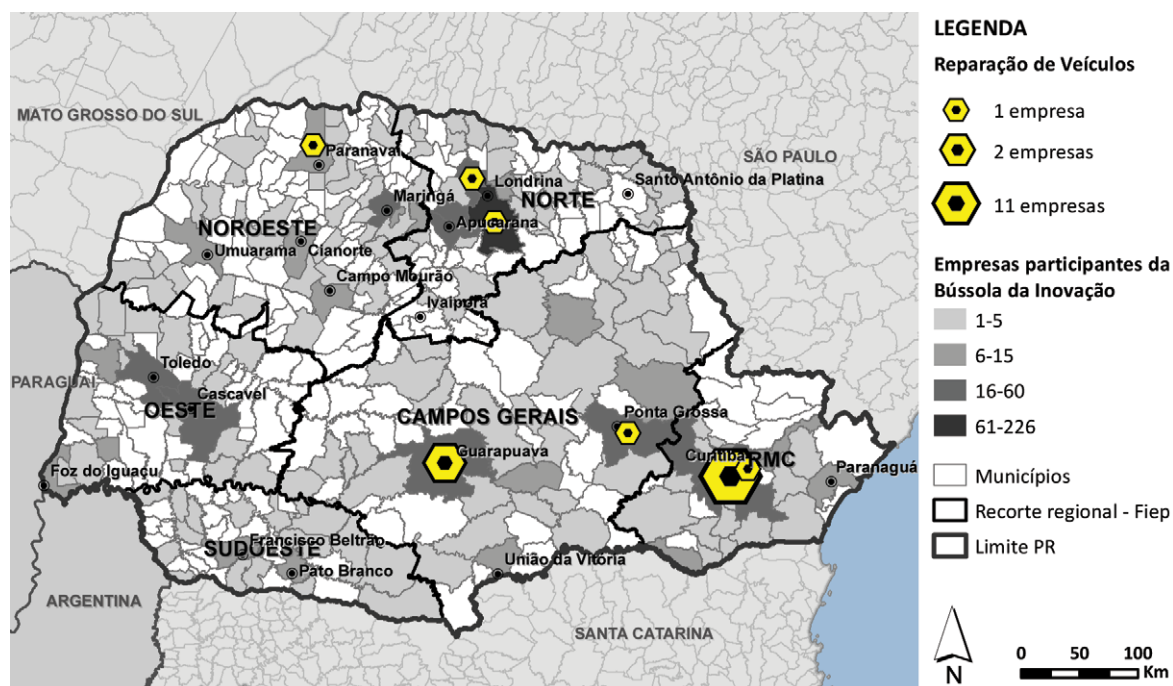 MATO GROSSO DO SUL
SÃO PAULO
Paranavaí
Londrina
Santo Antônio da Platina
NORTE
Maringá
Apucarana
NOROESTE
Umuarama
Cianorte
Campo Mourão
Ivaiporã
PARAGUAI
Toledo
Cascavel
OESTE
CAMPOS GERAIS
Ponta Grossa
Guarapuava
Curitiba
RMC
Paranaguá
Foz do Iguaçu
Francisco Beltrão
SUDOESTE
União da Vitória
Pato Branco
ARGENTINA
SANTA CATARINA
LEGENDA
Reparação de Veículos
1 empresa
2 empresas
11 empresas
Empresas participantes da
Bússola da Inovação
1-5
6-15
16-60
61-226
Municípios
Recorte regional - Fiep
Limite PR
N
0 50 100
Km